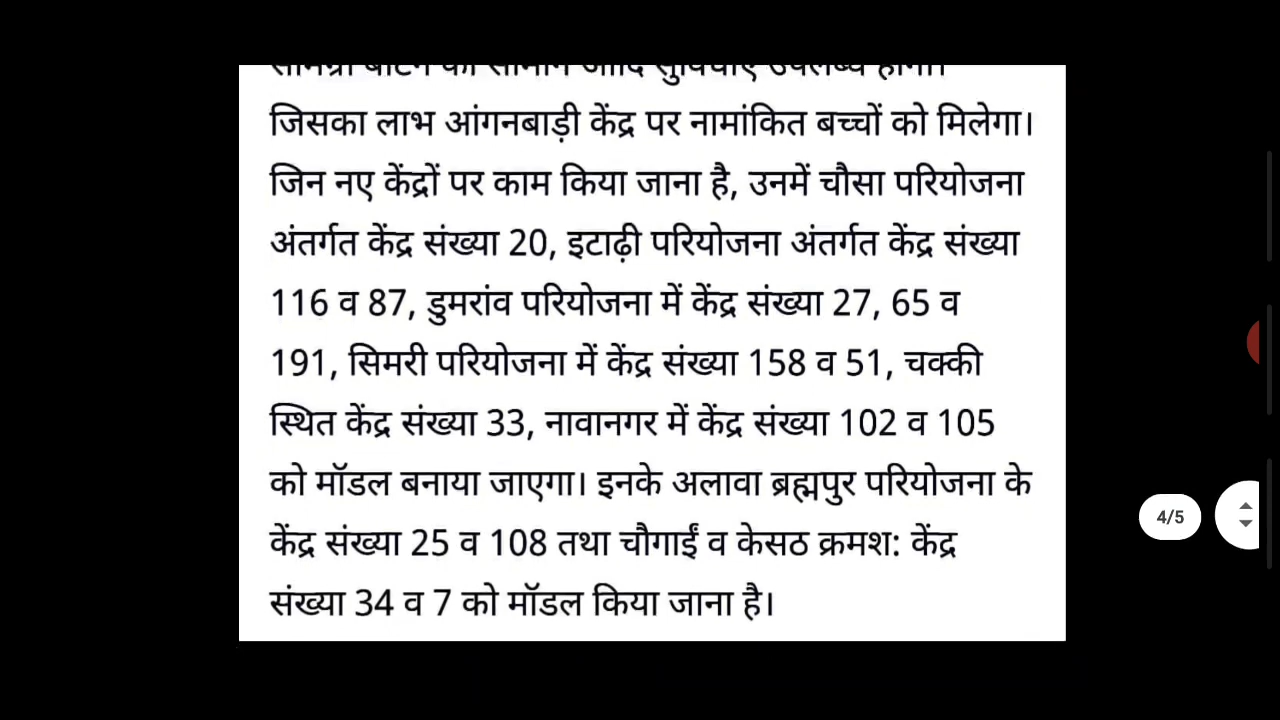 जिसका लाभ आंगनबाड़ी केंद्र पर नामांकित बच्चों को मिलेगा।
जिन नए केंद्रों पर काम किया जाना है, उनमें चौसा परियोजना
अंतर्गत केंद्र संख्या 20, इटाढ़ी परियोजना अंतर्गत केंद्र संख्या
116 व 87, डुमरांव परियोजना में केंद्र संख्या 27, 65 व
191, सिमरी परियोजना में केंद्र संख्या 158 व 51, चक्की
स्थित केंद्र संख्या 33, नावानगर में केंद्र संख्या 102 व 105
को मॉडल बनाया जाएगा। इनके अलावा ब्रह्मपुर परियोजना के
केंद्र संख्या 25 व 108 तथा चौगाईं व केसठ क्रमश: केंद्र
संख्या 34 व 7 को मॉडल किया जाना है।
4/5